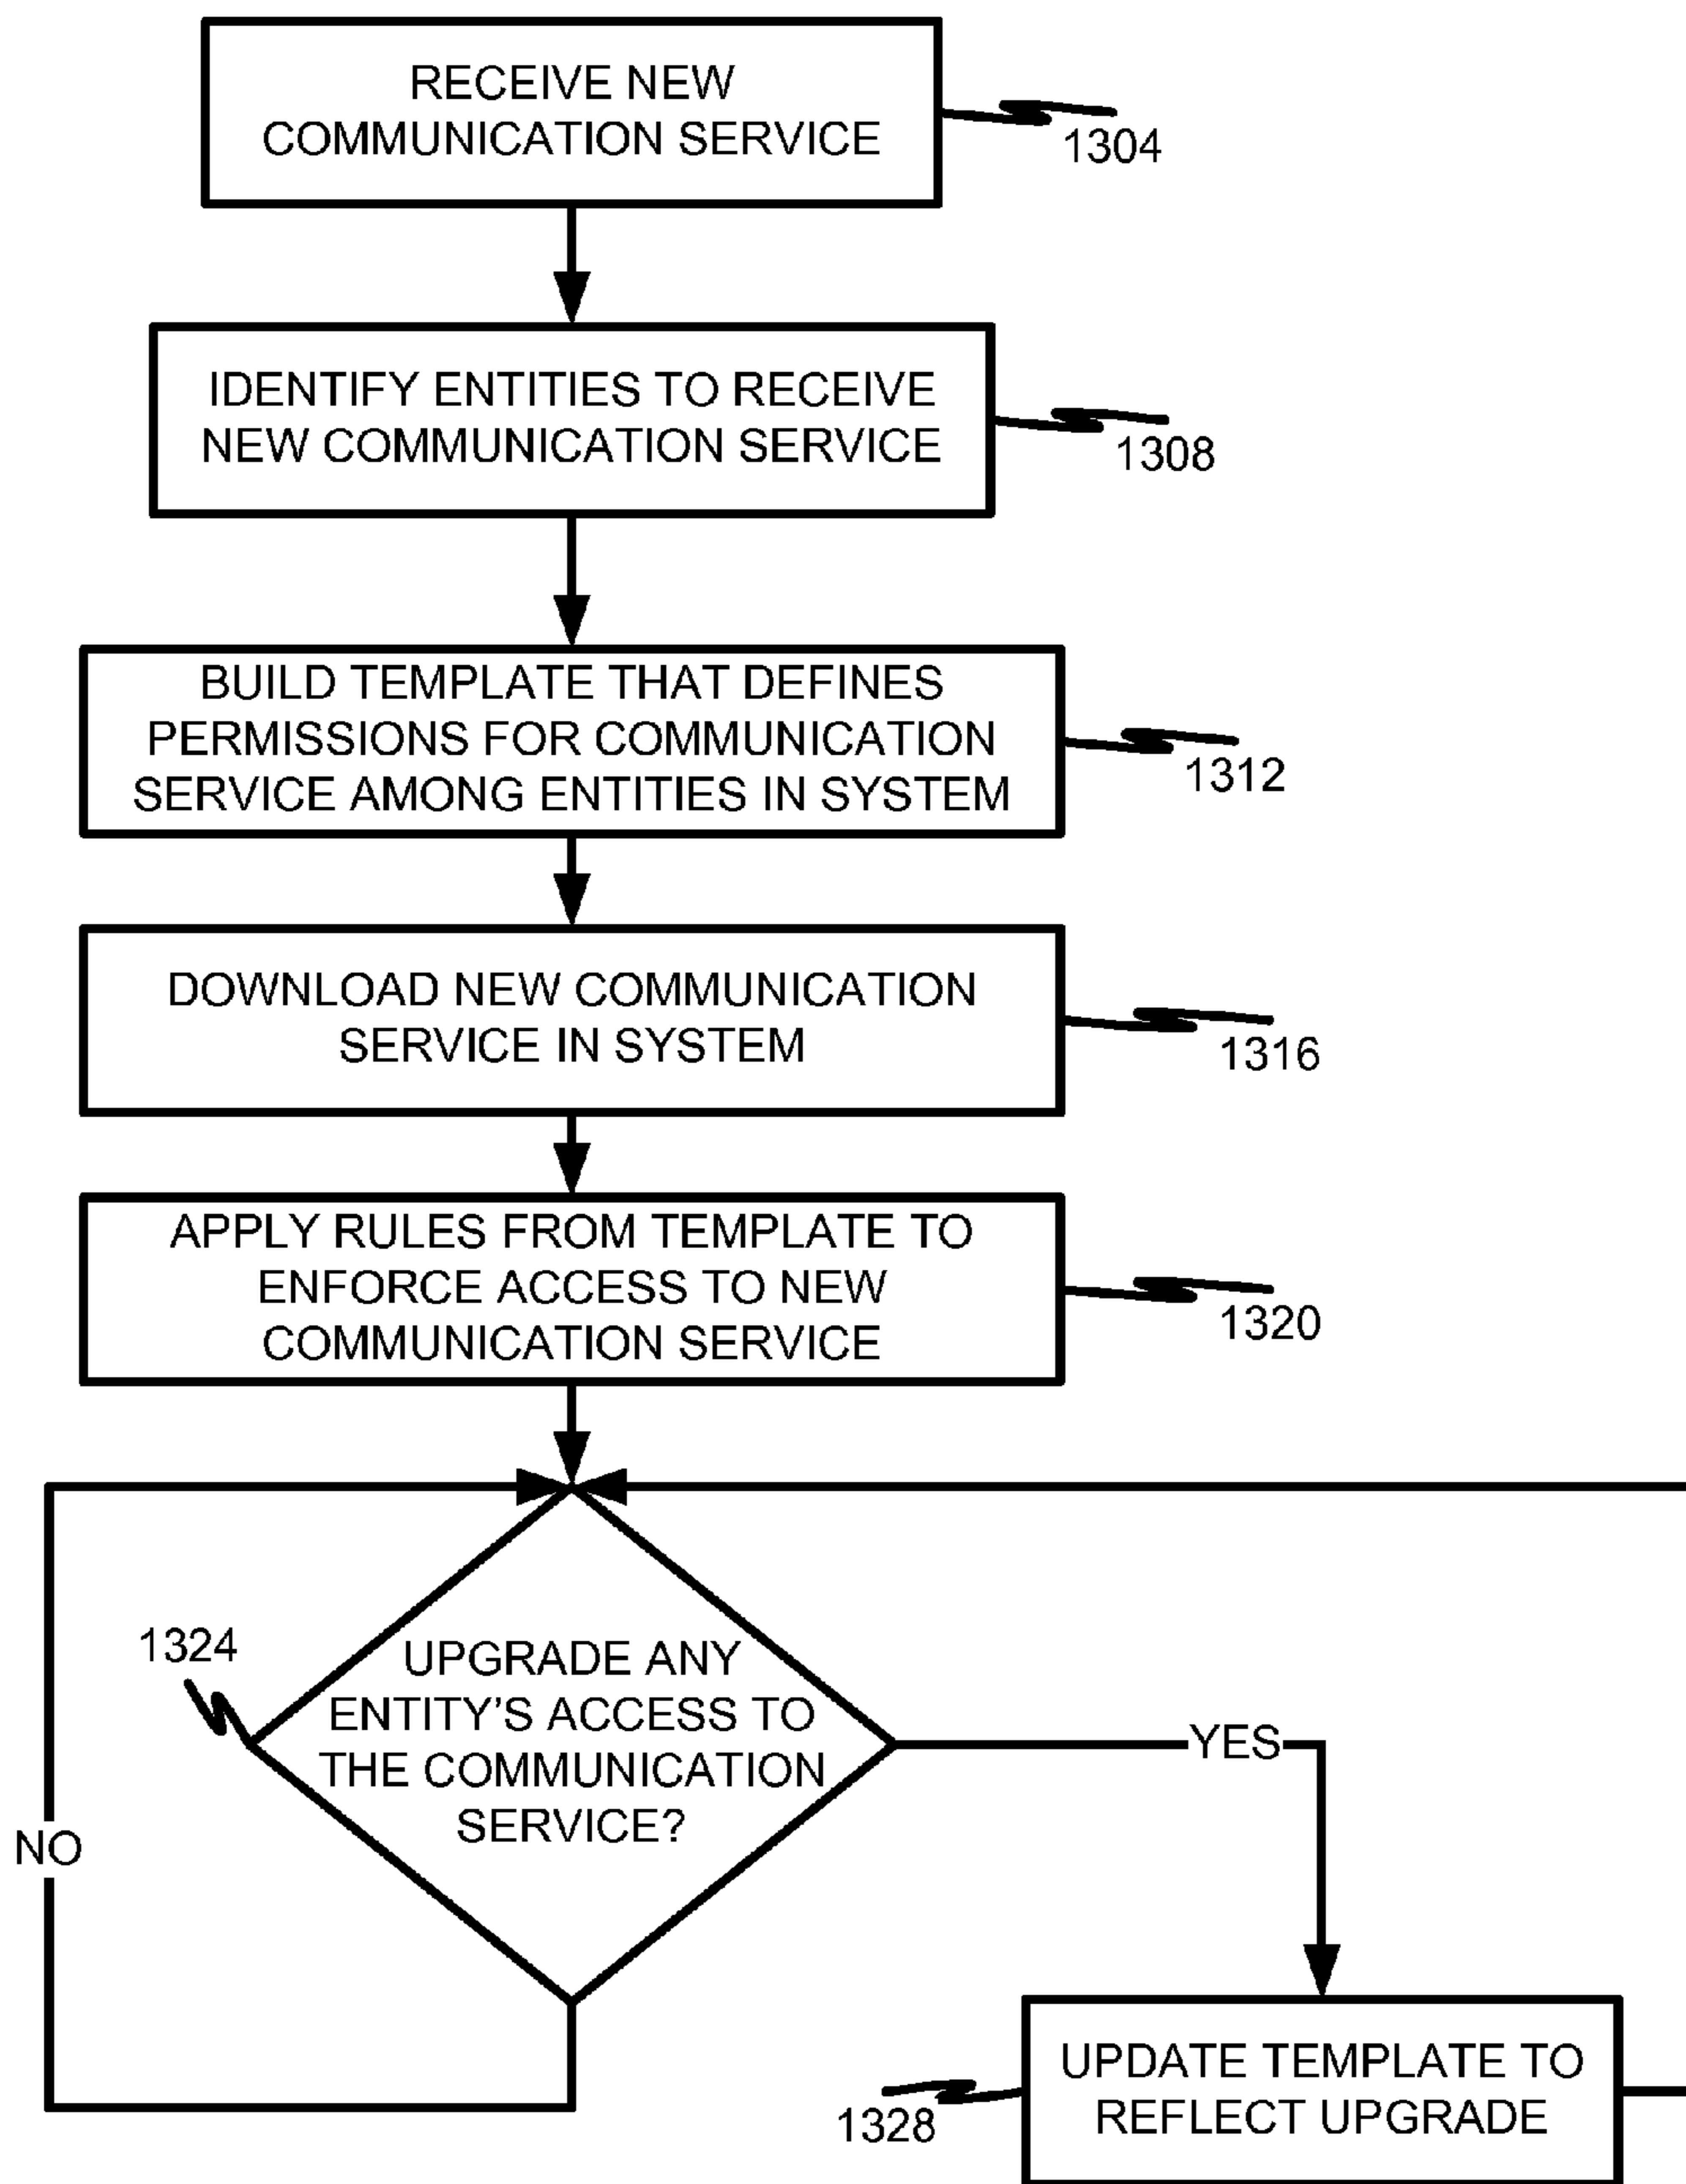 RECEIVE NEW
COMMUNICATION SERVICE
1304
IDENTIFY ENTITIES TO RECEIVE
NEW COMMUNICATION SERVICE
1308
BUILD TEMPLATE THAT DEFINES
PERMISSIONS FOR COMMUNICATION
SERVICE AMONG ENTITIES IN SYSTEM
1312
DOWNLOAD NEW COMMUNICATION
SERVICE IN SYSTEM
1316
APPLY RULES FROM TEMPLATE TO
ENFORCE ACCESS TO NEW
COMMUNICATION SERVICE
1320
1324
UPGRADE ANY
ENTITY’S ACCESS TO
THE COMMUNICATION
SERVICE?
YES
NO
UPDATE TEMPLATE TO
REFLECT UPGRADE
1328